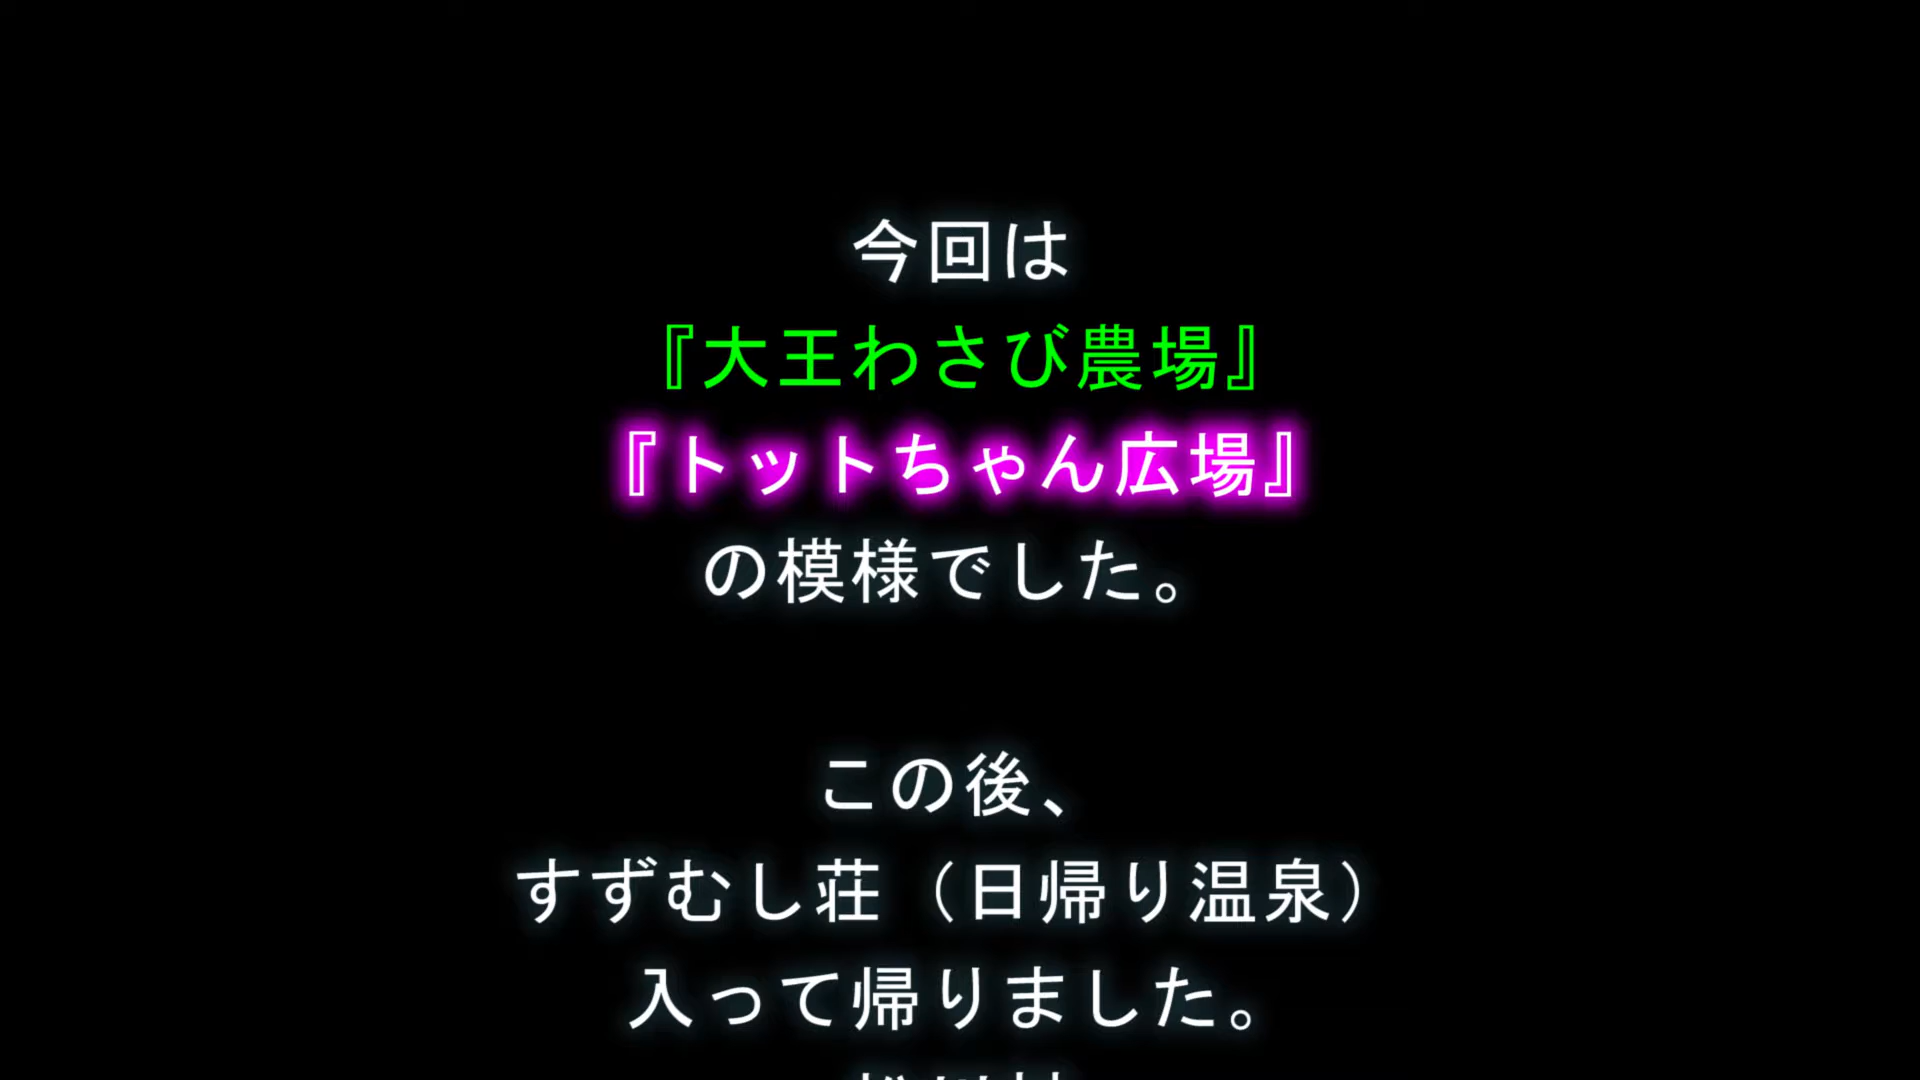 今回は
『大王わさび農場』
『トットちゃん広場』
の模様でした。
この後、
すずむし荘（日帰り温泉）
入って帰りました。